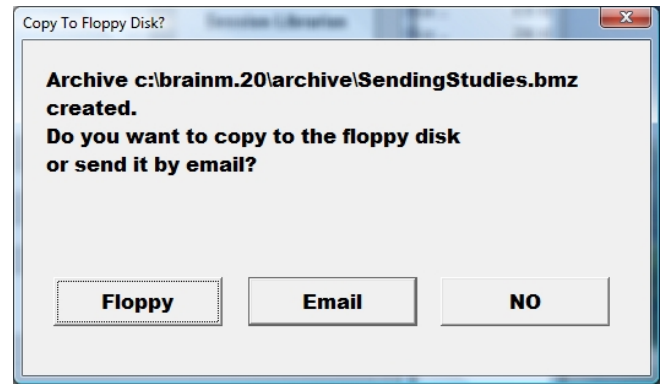 Copy To Floppy Disk?
Archive c:\brainm.20\archive\SendingStudies.bmz
created.
Do you want to copy to the floppy disk
or send it by email?
Floppy
Email
NO